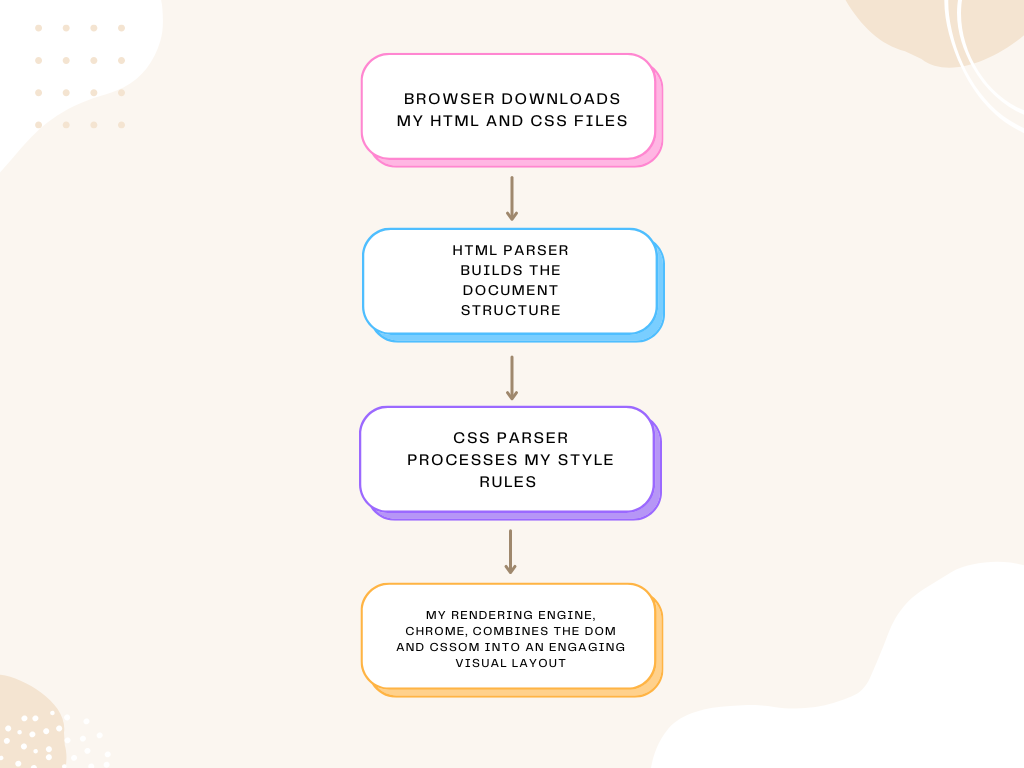 BROWSER DOWNLOADS
MY HTML AND CSS FILES
HTML PARSER
BUILDS THE
DOCUMENT
STRUCTURE
CSS PARSER
PROCESSES MY STYLE
RULES
MY RENDERING ENGINE,
CHROME, COMBINES THE DOM
AND CSSOM INTO AN ENGAGING
VISUAL LAYOUT